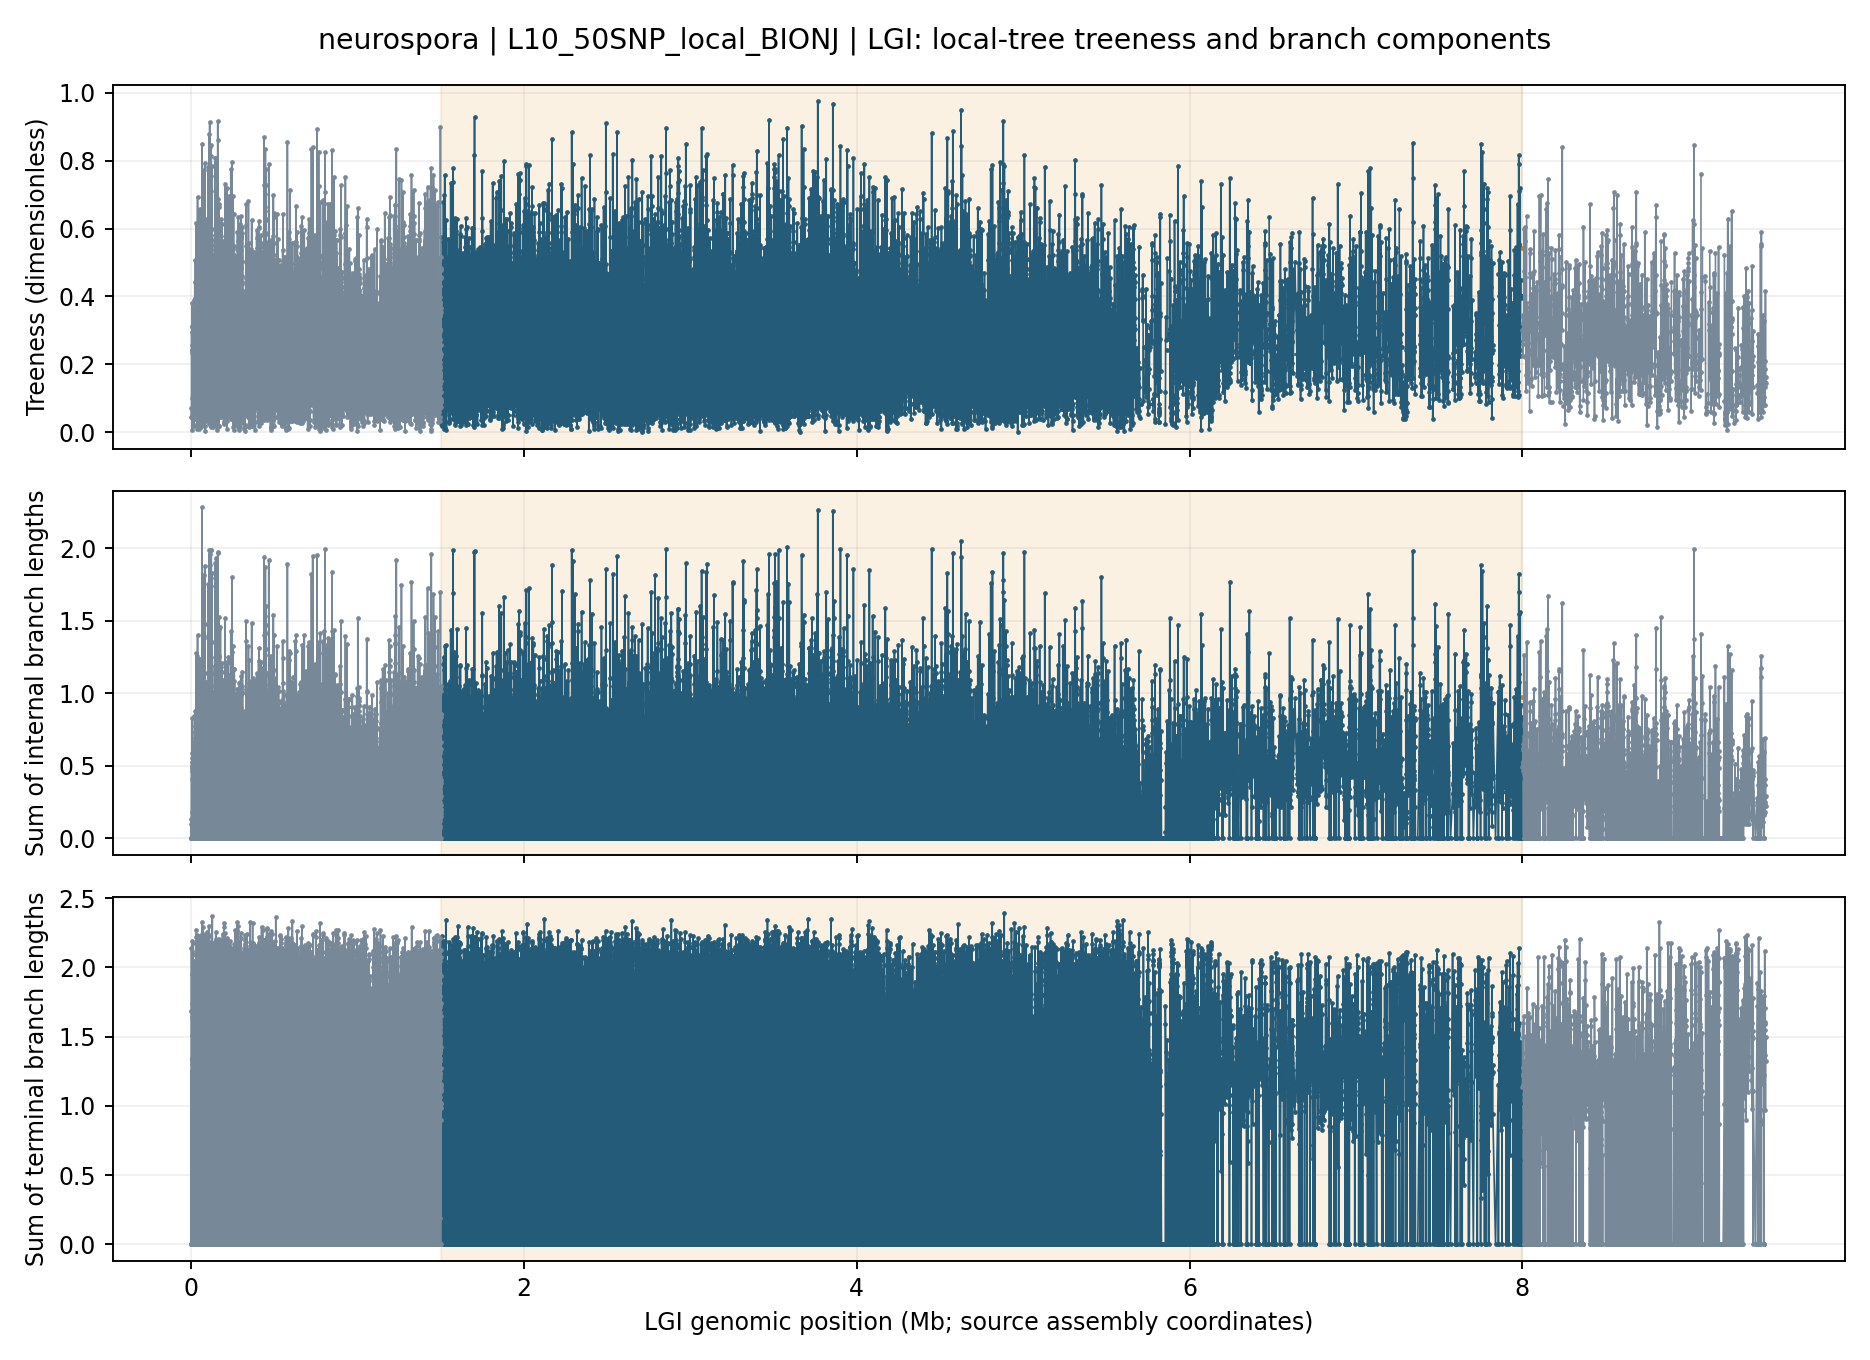 neurospora | L10_50SNP_local_BIONJ | LGI: local-tree treeness and branch components
Treeness (dimensionless)
1.0
0.8
0.6
0.4
0.2
0.0
Sum of internal branch lengths
2.0
1.5
1.0
0.5
0.0
Sum of terminal branch lengths
2.5
2.0
1.5
1.0
0.5
0.0
0 2 4 6 8
LGI genomic position (Mb; source assembly coordinates)